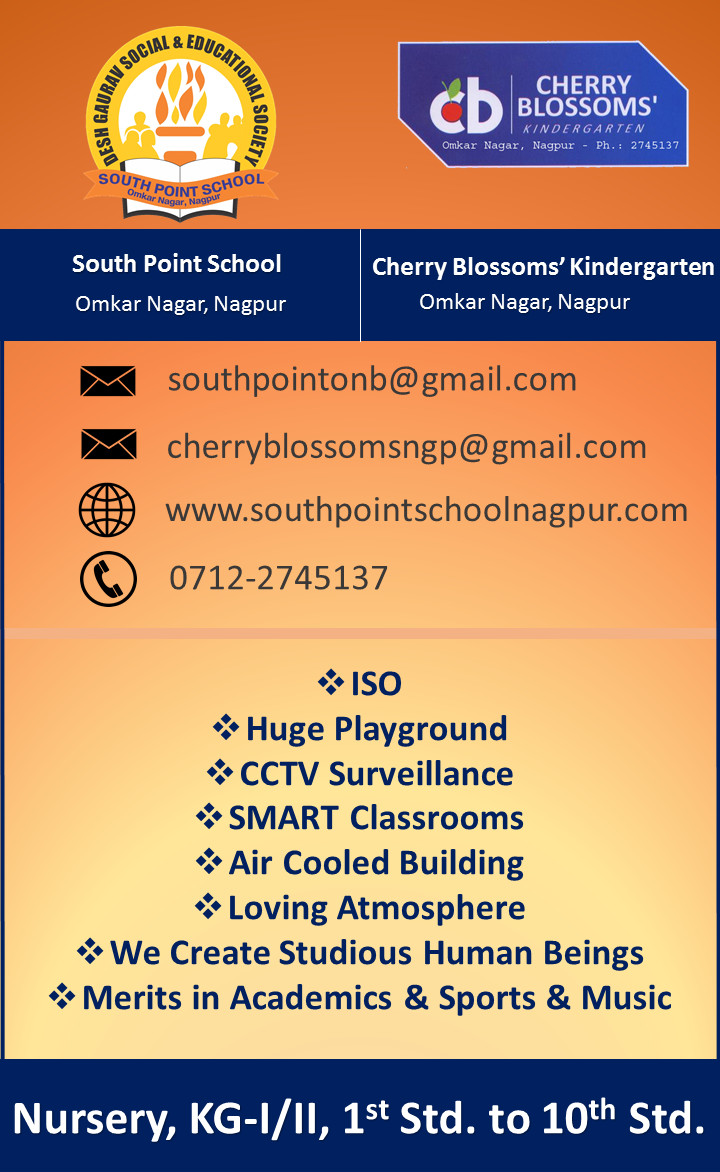 DESH GAURAV SOCIAL & EDUCATIONAL SOCIETY
SOUTH POINT SCHOOL
Omkar Nagar, Nagpur
cb
CHERRY
BLOSSOMS'
KINDERGARTEN
Omkar Nagar, Nagpur - Ph.: 2745137
South Point School
Omkar Nagar, Nagpur
Cherry Blossoms’ Kindergarten
Omkar Nagar, Nagpur
southpointonb@gmail.com
cherryblossomsngp@gmail.com
www.southpointschoolnagpur.com
0712-2745137
❖ ISO
❖ Huge Playground
❖ CCTV Surveillance
❖ SMART Classrooms
❖ Air Cooled Building
❖ Loving Atmosphere
❖ We Create Studious Human Beings
❖ Merits in Academics & Sports & Music
Nursery, KG-I/II, 1st Std. to 10th Std.